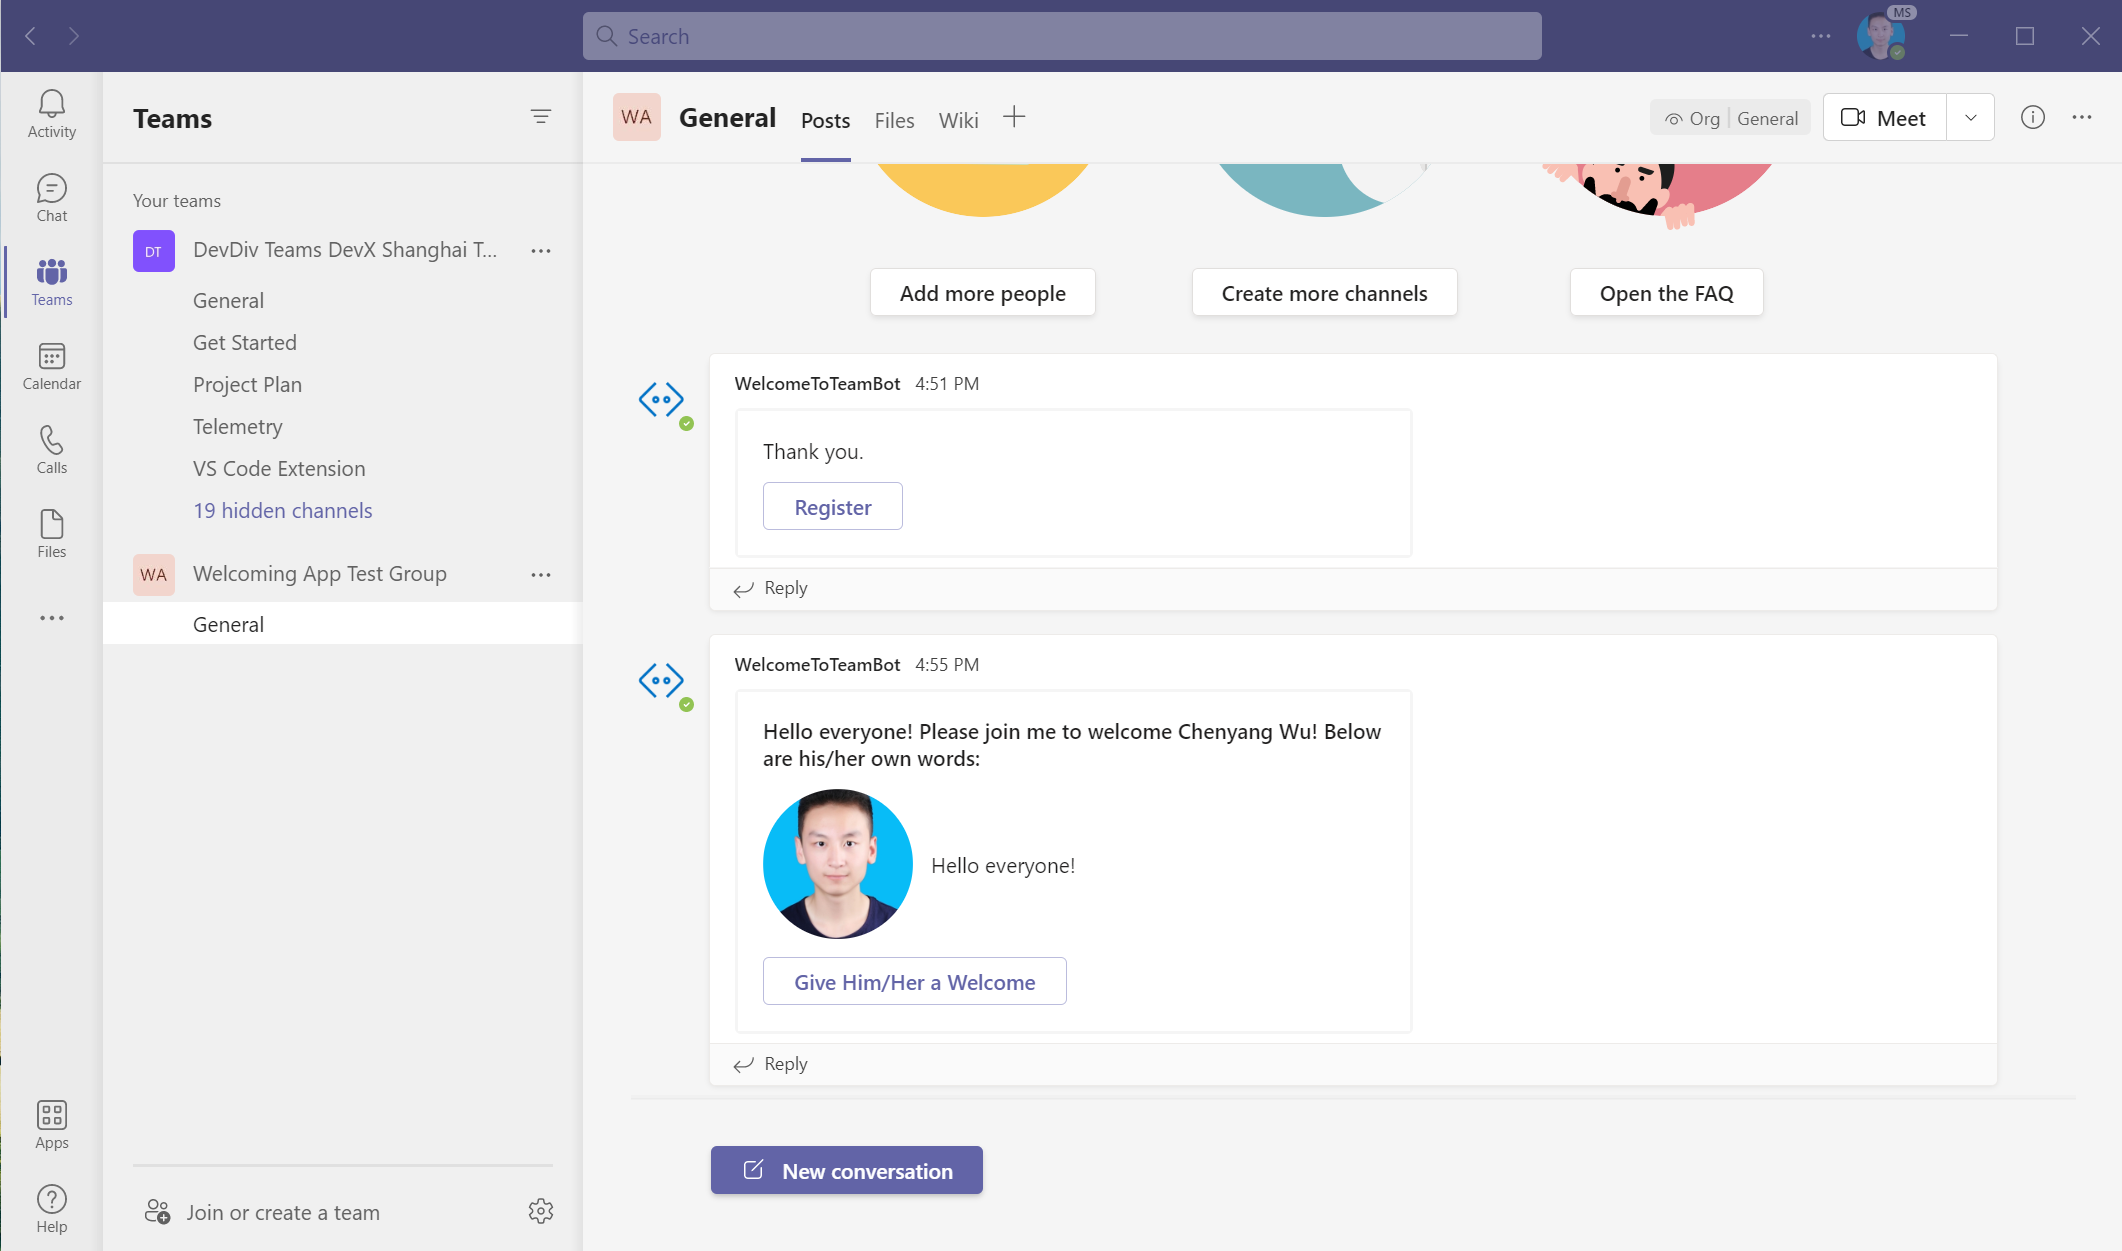 Search
MS
Activity
Chat
Teams
Calendar
Calls
Files
Apps
Help
Teams
Your teams
DT DevDiv Teams DevX Shanghai T...
General
Get Started
Project Plan
Telemetry
VS Code Extension
19 hidden channels
WA Welcoming App Test Group
General
Join or create a team
WA General Posts Files Wiki
Org General Meet
Add more people Create more channels Open the FAQ
WelcomeToTeamBot 4:51 PM
Thank you.
Register
Reply
WelcomeToTeamBot 4:55 PM
Hello everyone! Please join me to welcome Chenyang Wu! Below
are his/her own words:
Hello everyone!
Give Him/Her a Welcome
Reply
New conversation